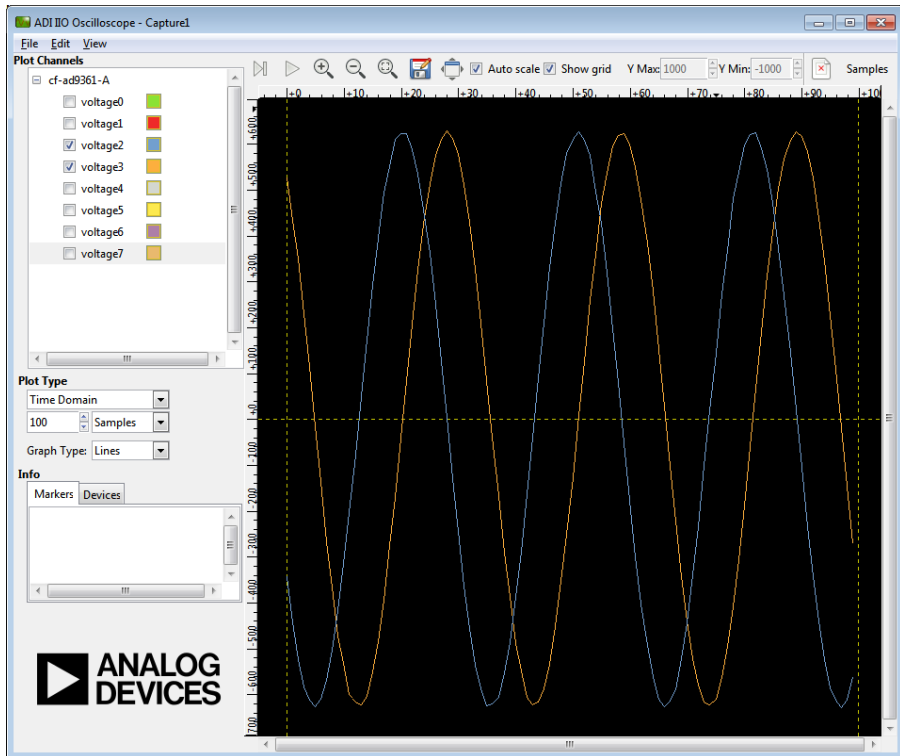 ADI IIO Oscilloscope - Capture1
File Edit View
Plot Channels
cf-ad9361-A
voltage0
voltage1
voltage2
voltage3
voltage4
voltage5
voltage6
voltage7
Auto scale Show grid Y Max: 1000 Y Min: -1000 Samples
+0 +10 +20 +30 +40 +50 +60 +70 +80 +90 +100
+600
+500
+400
+300
+200
+100
+0
-100
-200
-300
-400
-500
-600
700
Plot Type
Time Domain
100 Samples
Graph Type: Lines
Info
Markers Devices
ANALOG
DEVICES